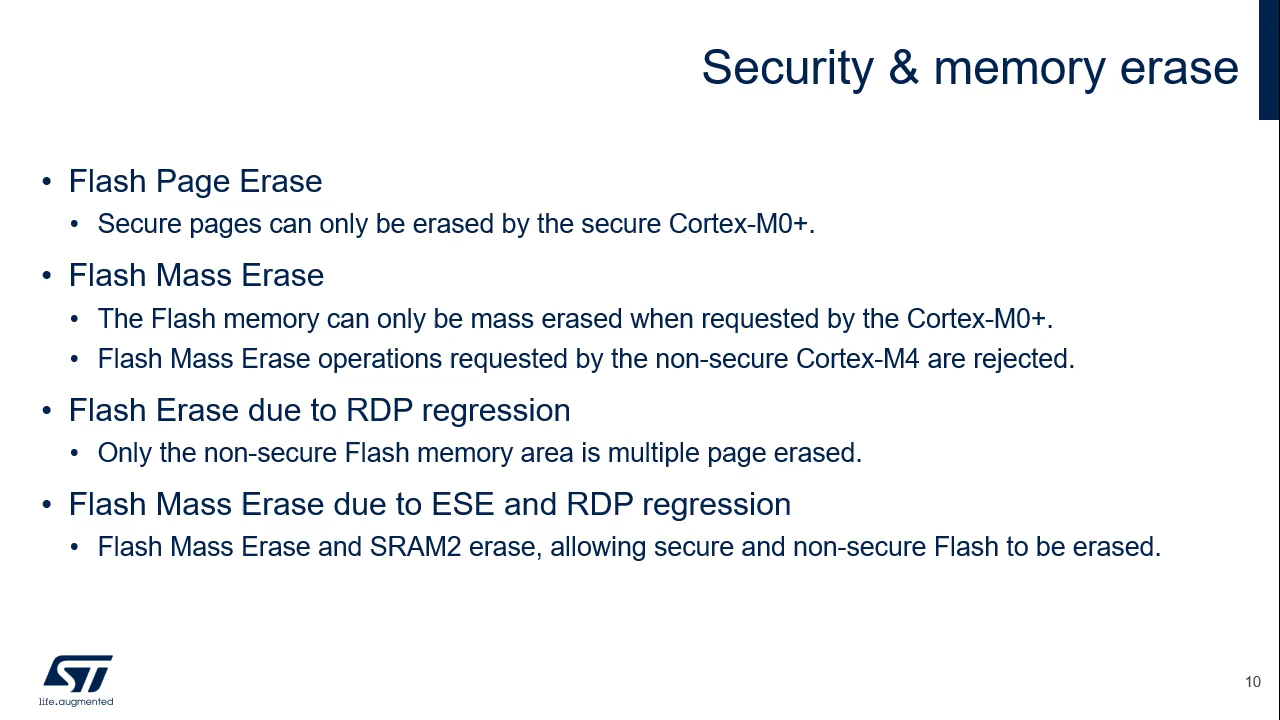 Security & memory erase
• Flash Page Erase
• Secure pages can only be erased by the secure Cortex-M0+.
• Flash Mass Erase
• The Flash memory can only be mass erased when requested by the Cortex-M0+.
• Flash Mass Erase operations requested by the non-secure Cortex-M4 are rejected.
• Flash Erase due to RDP regression
• Only the non-secure Flash memory area is multiple page erased.
• Flash Mass Erase due to ESE and RDP regression
• Flash Mass Erase and SRAM2 erase, allowing secure and non-secure Flash to be erased.
ST
life.augmented
10